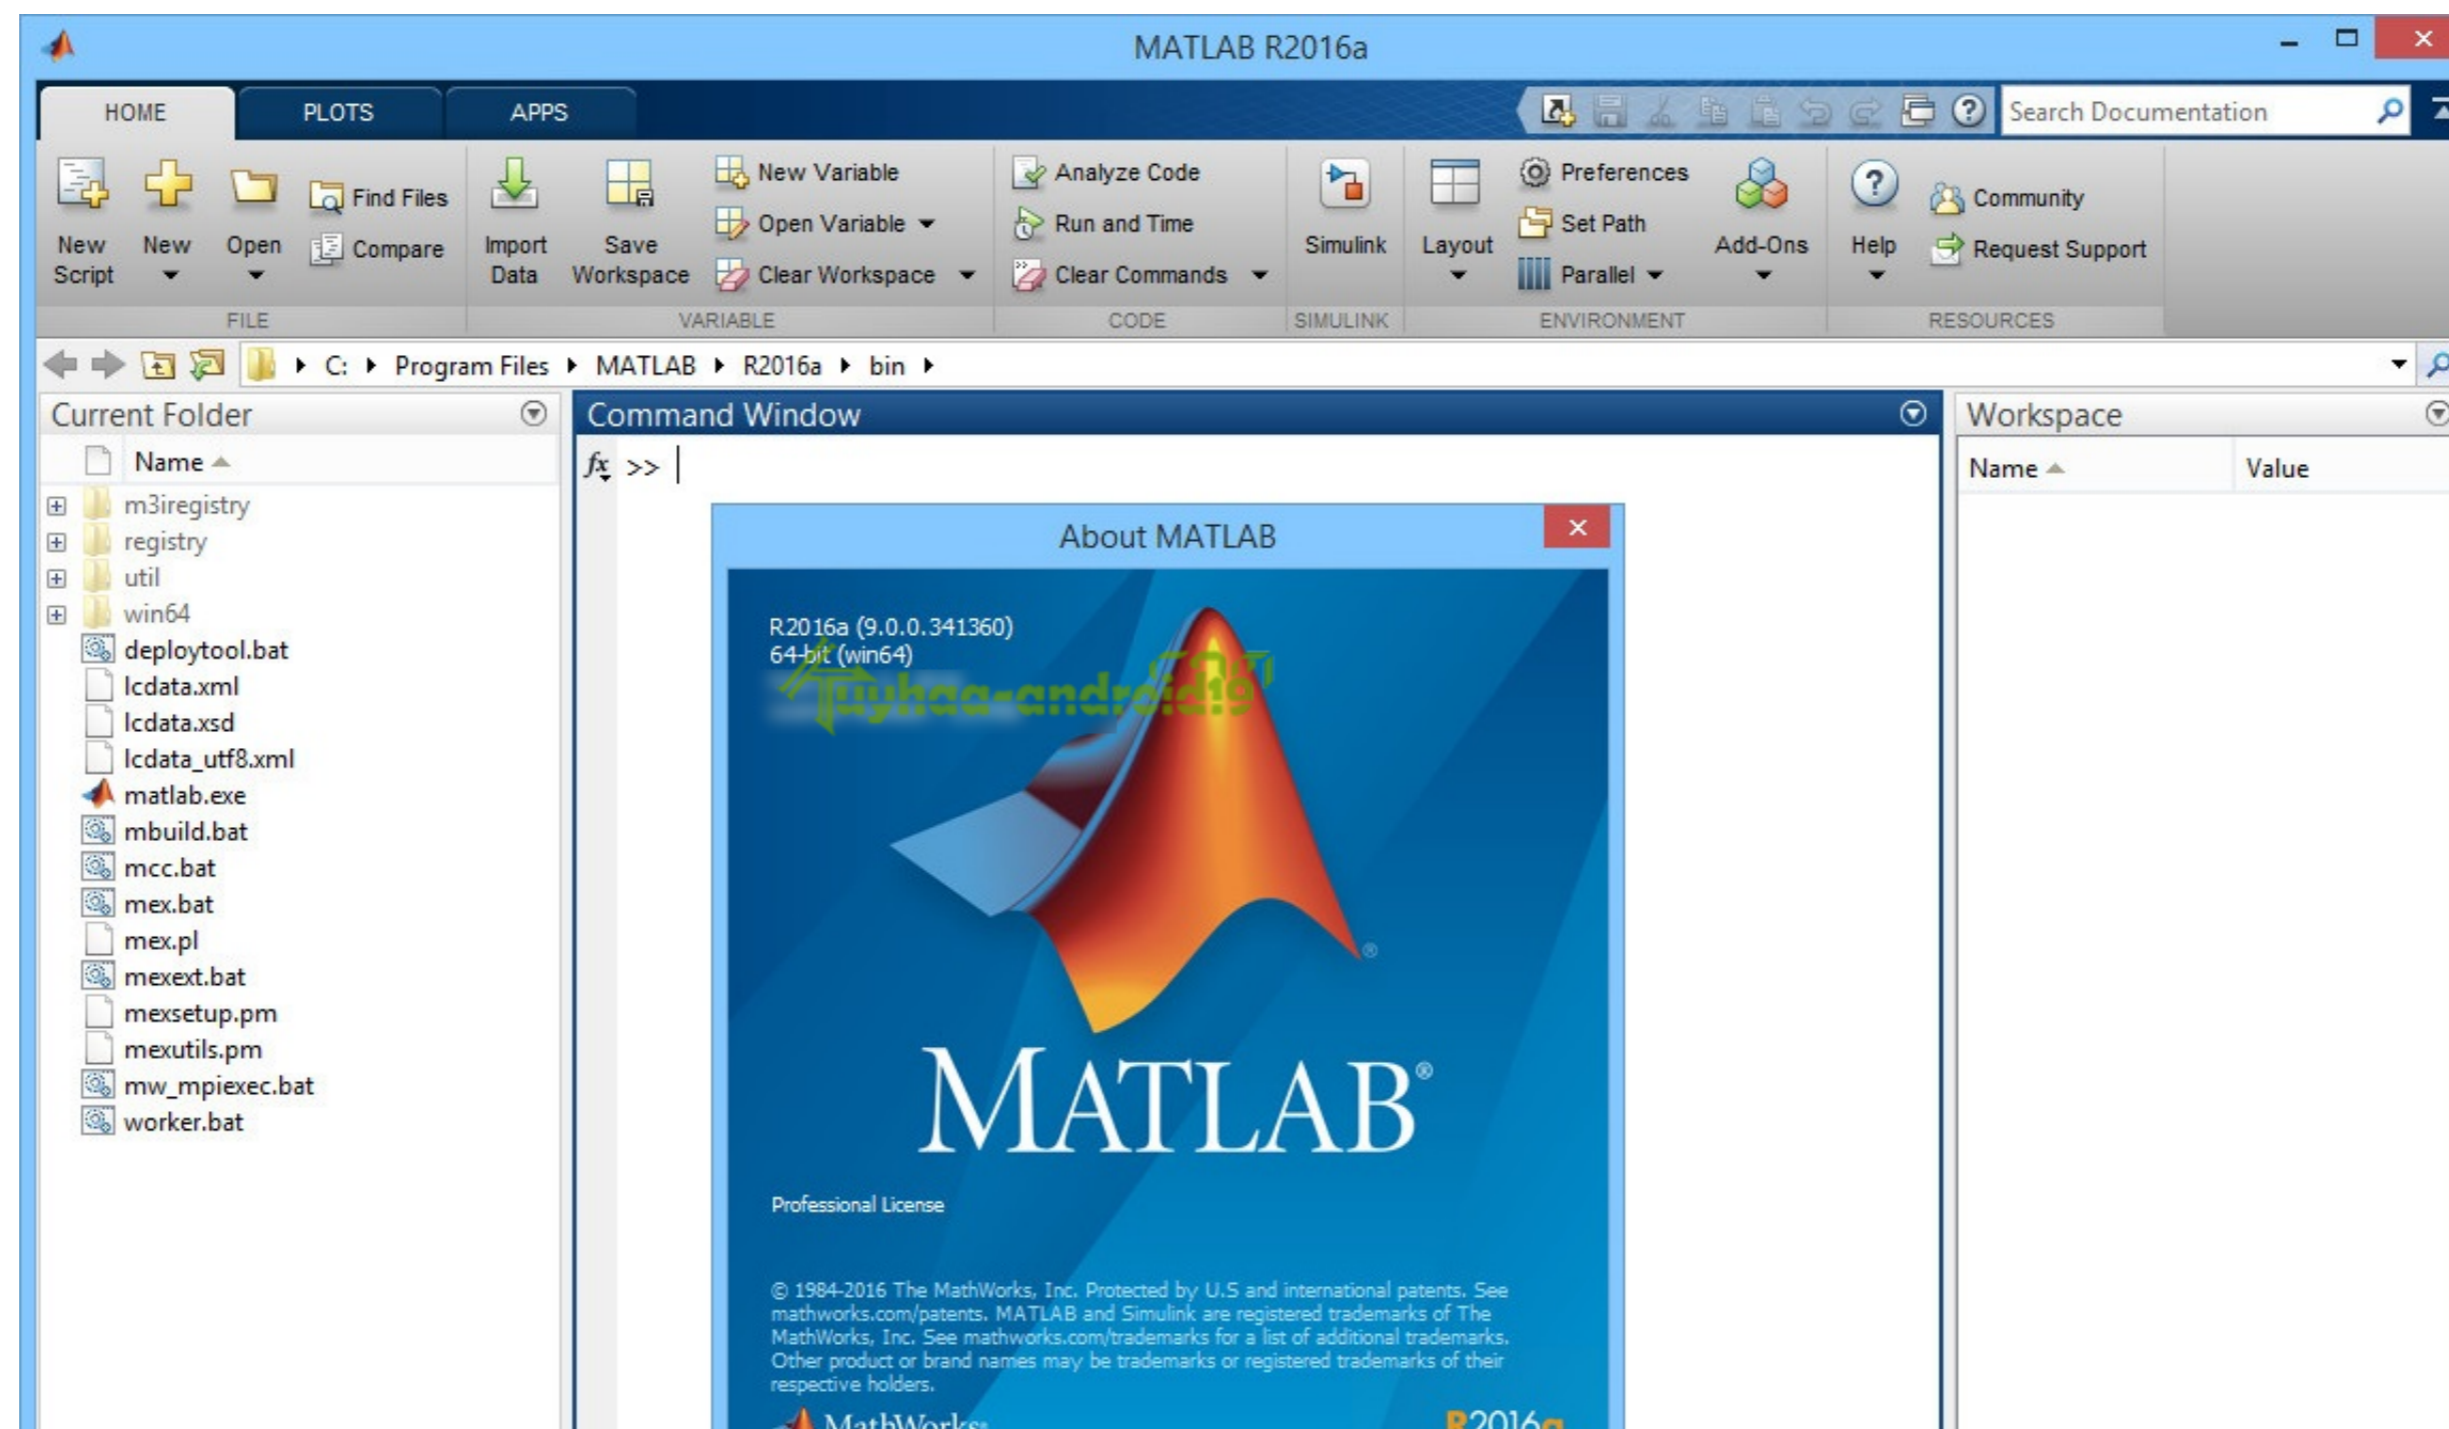 MATLAB R2016a
HOME PLOTS APPS Search Documentation
New Script New Open Find Files Compare Import Data Save Workspace New Variable Open Variable Clear Workspace Analyze Code Run and Time Clear Commands Simulink Layout Preferences Set Path Parallel Add-Ons Help Community Request Support
FILE VARIABLE CODE SIMULINK ENVIRONMENT RESOURCES
C: Program Files MATLAB R2016a bin
Current Folder
Name
m3iregistry
registry
util
win64
deploytool.bat
lcdata.xml
lcdata.xsd
lcdata_utf8.xml
matlab.exe
mbuild.bat
mcc.bat
mex.bat
mex.pl
mexext.bat
mexsetup.pm
mexutils.pm
mw_mpiexec.bat
worker.bat
Command Window
fx >>
About MATLAB
R2016a (9.0.0.341360)
64-bit (win64)
kuyhaa-android19
MATLAB®
Professional License
© 1984-2016 The MathWorks, Inc. Protected by U.S and international patents. See
mathworks.com/patents. MATLAB and Simulink are registered trademarks of The
MathWorks, Inc. See mathworks.com/trademarks for a list of additional trademarks.
Other product or brand names may be trademarks or registered trademarks of their
respective holders.
MathWorks® R2016a
Workspace
Name Value